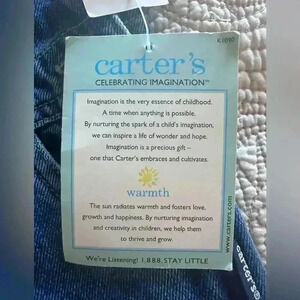 K1090
carter's
CELEBRATING IMAGINATION™
Imagination is the very essence of childhood.
A time when anything is possible.
By nurturing the spark of a child's imagination,
we can inspire a life of wonder and hope.
Imagination is a precious gift –
one that Carter's embraces and cultivates.
warmth
The sun radiates warmth and fosters love,
growth and happiness. By nurturing imagination
and creativity in children, we help them
to thrive and grow.
We're Listening! 1.888.STAY LITTLE
www.carters.com
carter's